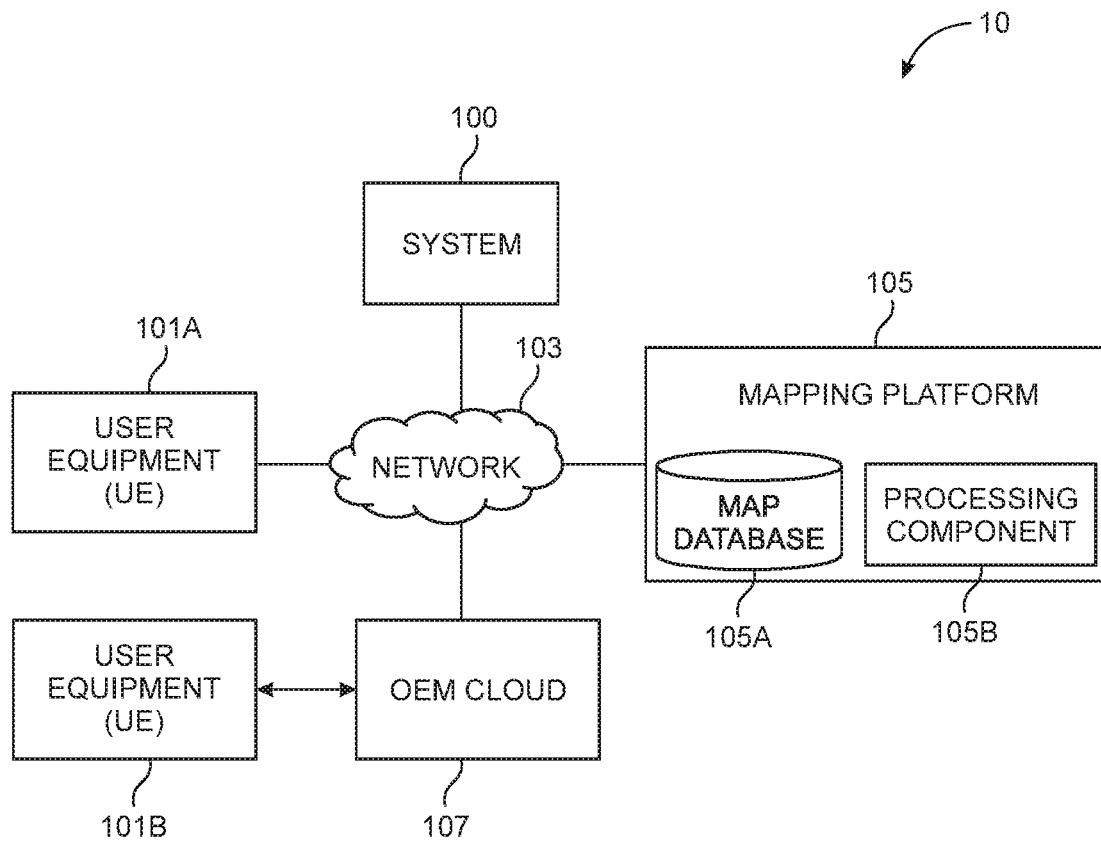 10
100
SYSTEM
105
101A
103
MAPPING PLATFORM
USER
EQUIPMENT
(UE)
NETWORK
MAP
DATABASE
PROCESSING
COMPONENT
105A
105B
USER
EQUIPMENT
(UE)
OEM CLOUD
101B
107